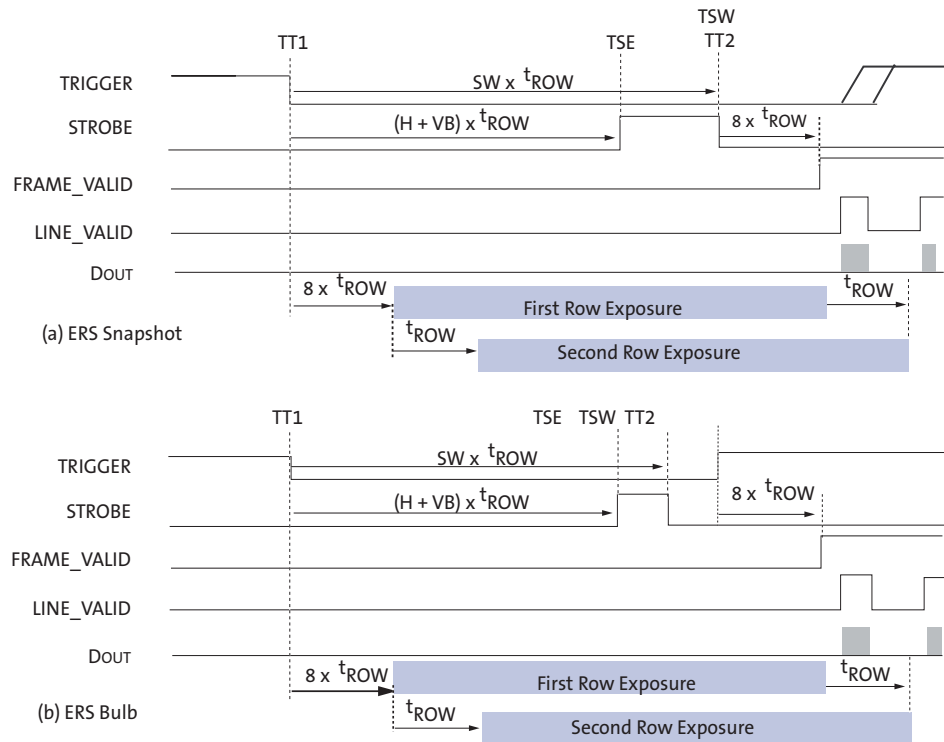 TSW
TT1 TSE TT2
TRIGGER
SW x tROW
STROBE
(H + VB) x tROW
8 x tROW
FRAME_VALID
LINE_VALID
DOUT
8 x tROW
First Row Exposure
tROW
(a) ERS Snapshot
tROW
Second Row Exposure
TT1 TSE TSW TT2
TRIGGER
SW x tROW
STROBE
(H + VB) x tROW
8 x tROW
FRAME_VALID
LINE_VALID
DOUT
8 x tROW
First Row Exposure
tROW
(b) ERS Bulb
tROW
Second Row Exposure